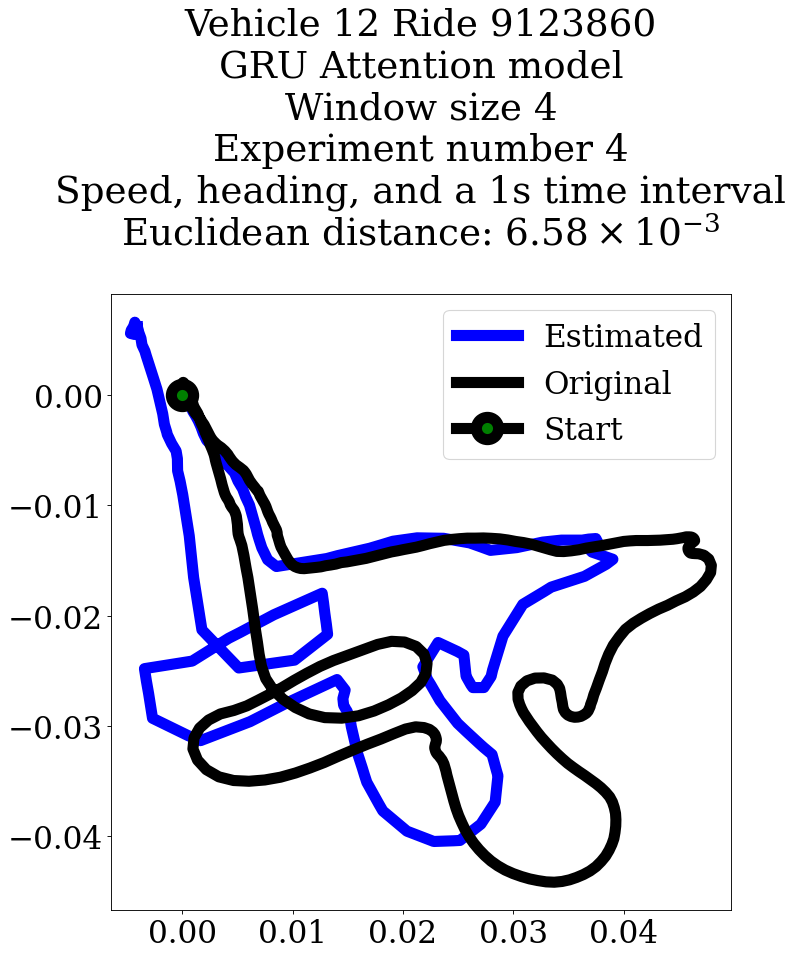 Vehicle 12 Ride 9123860
GRU Attention model
Window size 4
Experiment number 4
Speed, heading, and a 1s time interval
Euclidean distance: 6.58 × 10⁻³
Estimated
Original
Start
0.00
−0.01
−0.02
−0.03
−0.04
0.00 0.01 0.02 0.03 0.04